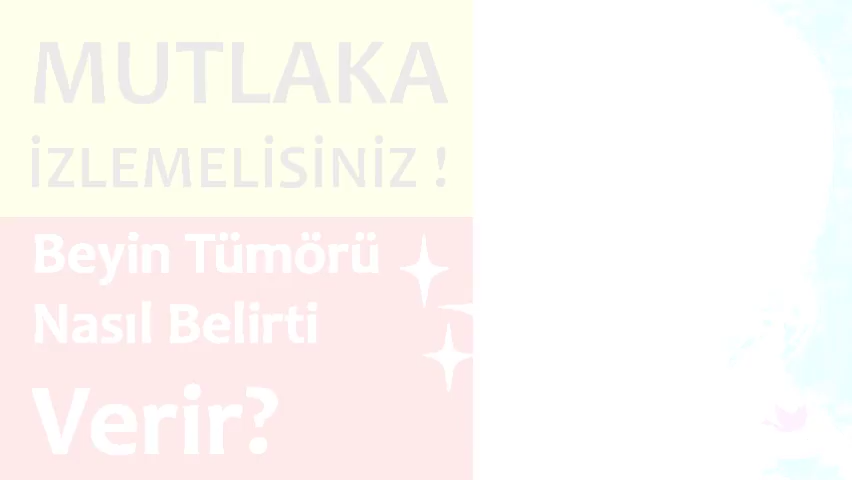 MUTLAKA
İZLEMELİSİNİZ !
Beyin Tümörü
Nasıl Belirti
Verir?